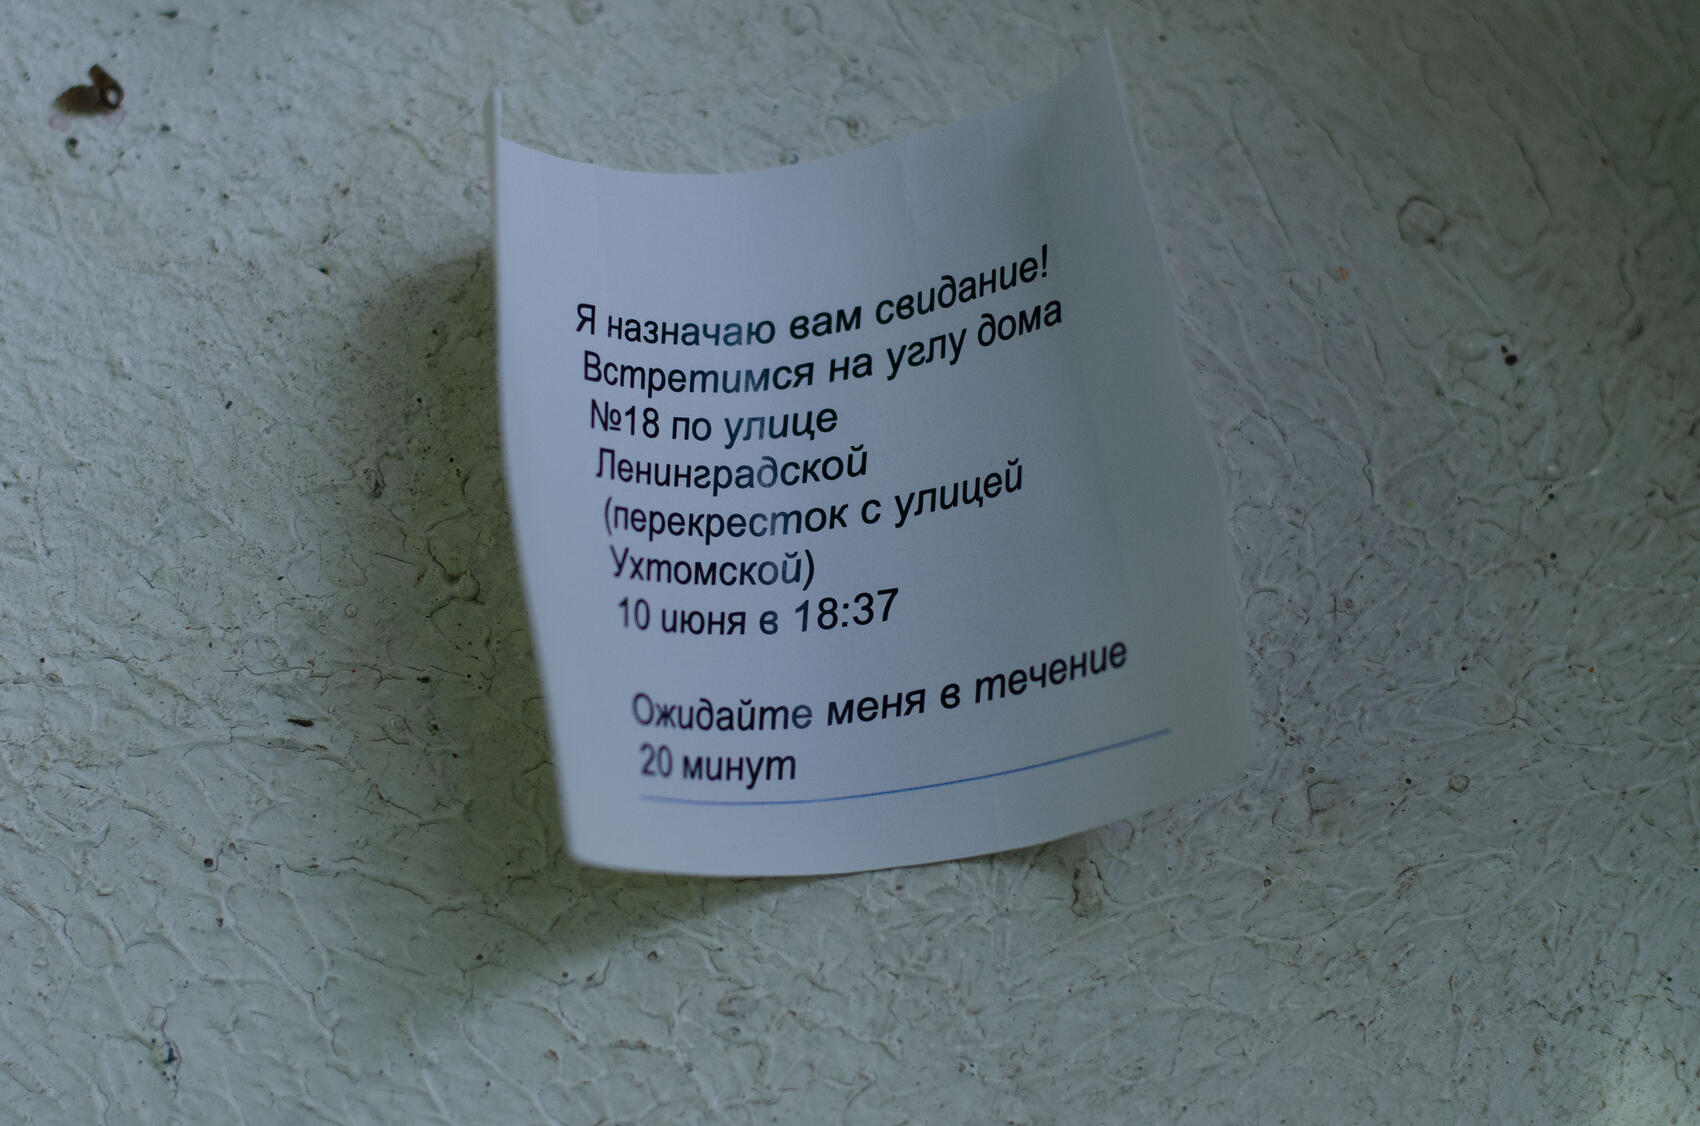 Я назначаю вам свидание!
Встретимся на углу дома
№18 по улице
Ленинградской
(перекресток с улицей
Ухтомской)
10 июня в 18:37
Ожидайте меня в течение
20 минут